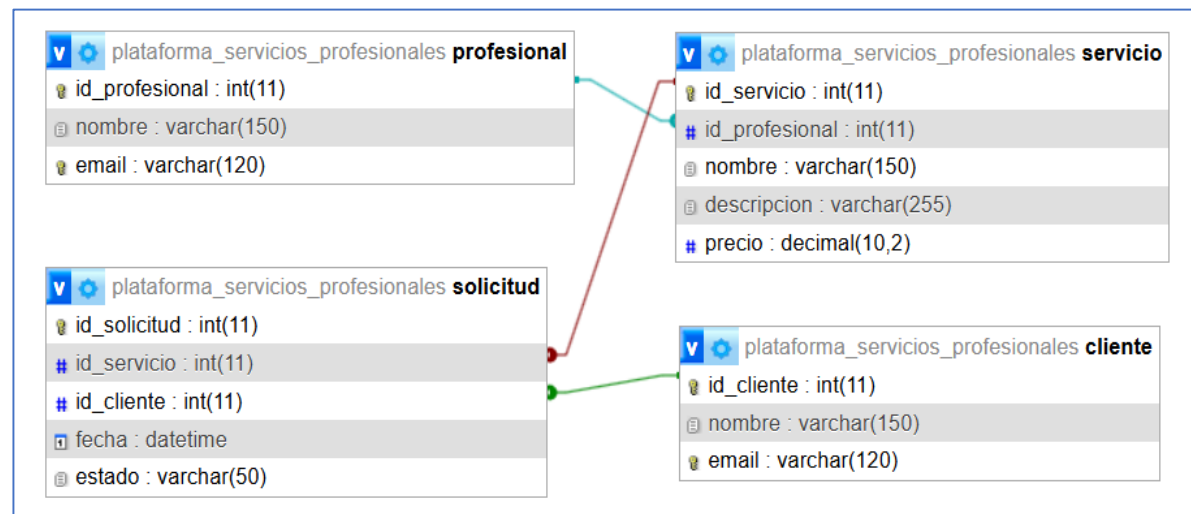 plataforma_servicios_profesionales profesional
id_profesional : int(11)
nombre : varchar(150)
email : varchar(120)
plataforma_servicios_profesionales servicio
id_servicio : int(11)
# id_profesional : int(11)
nombre : varchar(150)
descripcion : varchar(255)
# precio : decimal(10,2)
plataforma_servicios_profesionales solicitud
id_solicitud : int(11)
# id_servicio : int(11)
# id_cliente : int(11)
fecha : datetime
estado : varchar(50)
plataforma_servicios_profesionales cliente
id_cliente : int(11)
nombre : varchar(150)
email : varchar(120)